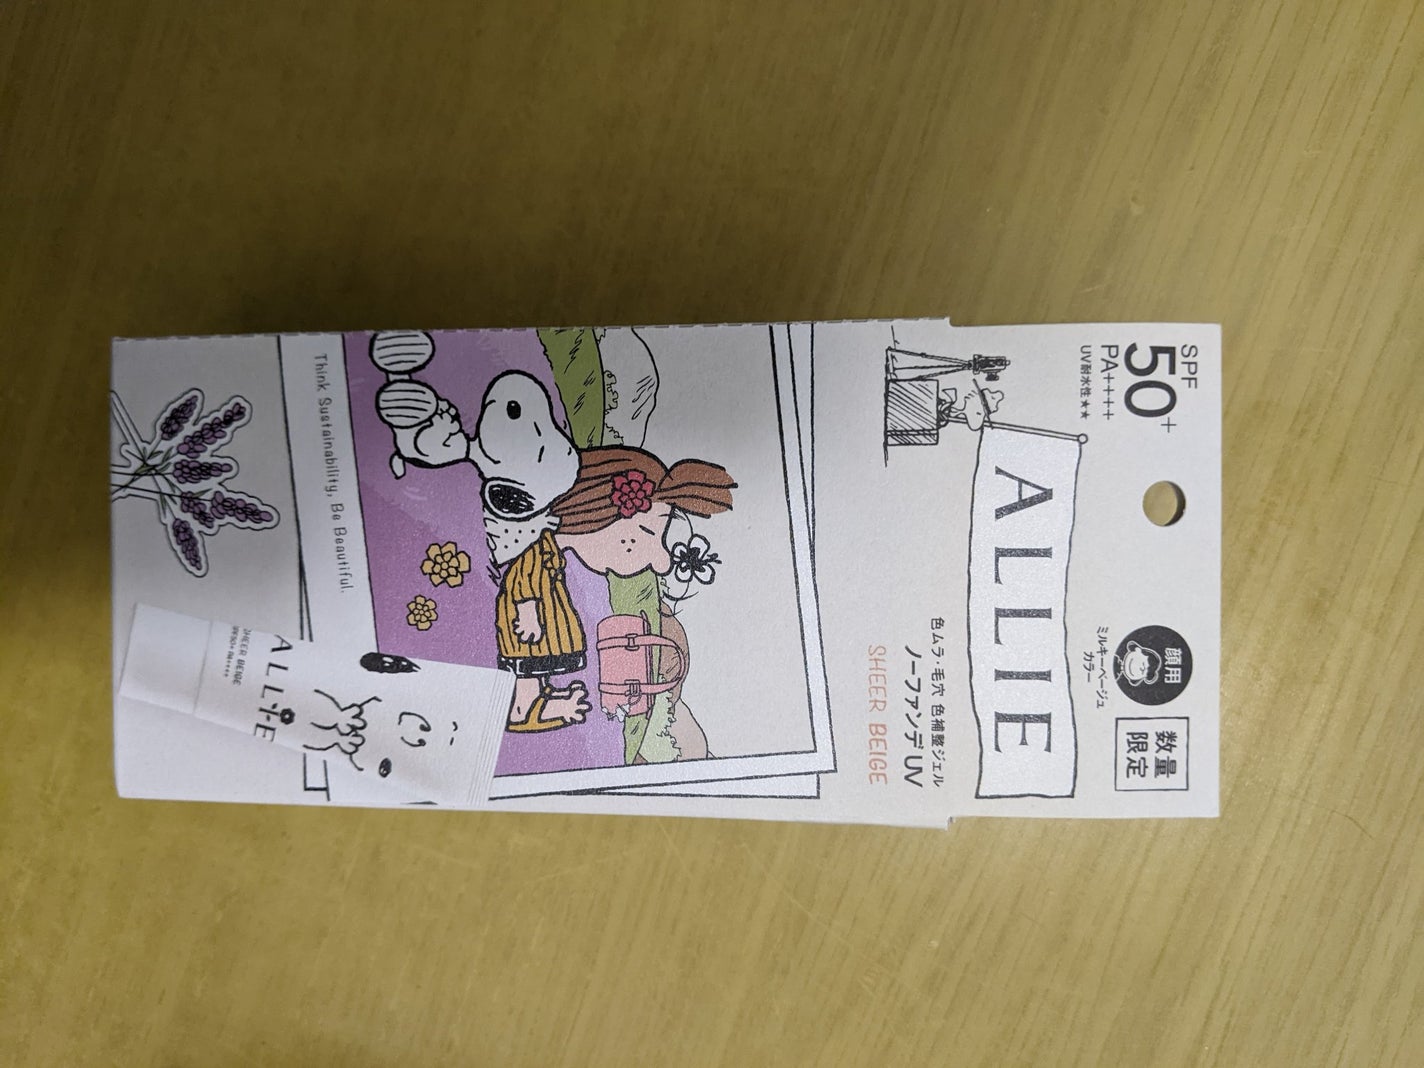 SPF
50+
PA++++
UV耐水性★★
顔用
ミルキーベージュ
カラー
数量
限定
ALLIE
色ムラ・毛穴 色補整ジェル
ノーファンデUV
SHEER BEIGE
Think Sustainability, Be Beautiful.
ALLIE
SHEER BEIGE
SPF50+ PA++++